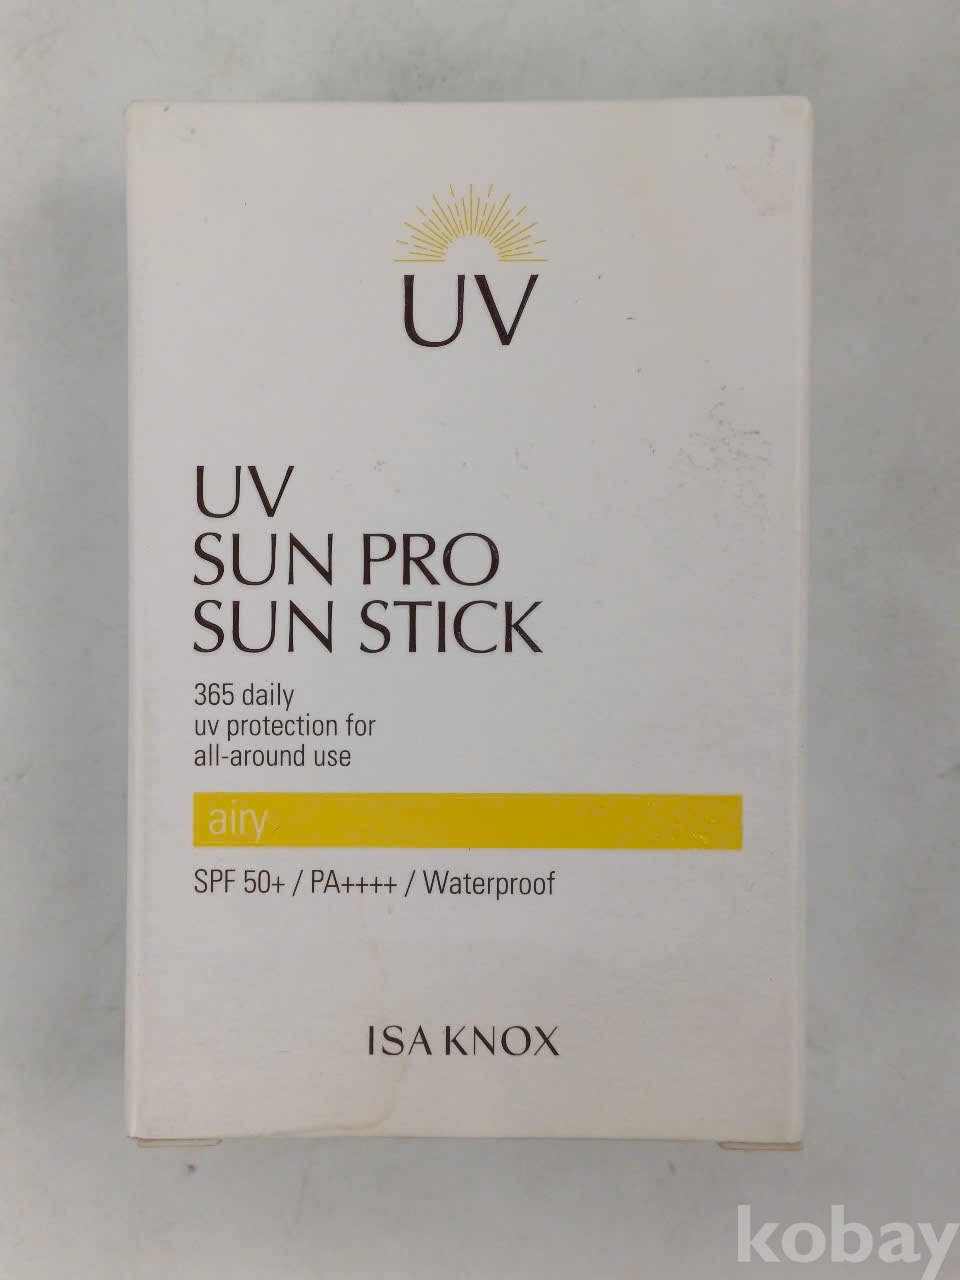 UV
UV
SUN PRO
SUN STICK
365 daily
uv protection for
all-around use
airy
SPF 50+ / PA++++ / Waterproof
ISA KNOX
kobay